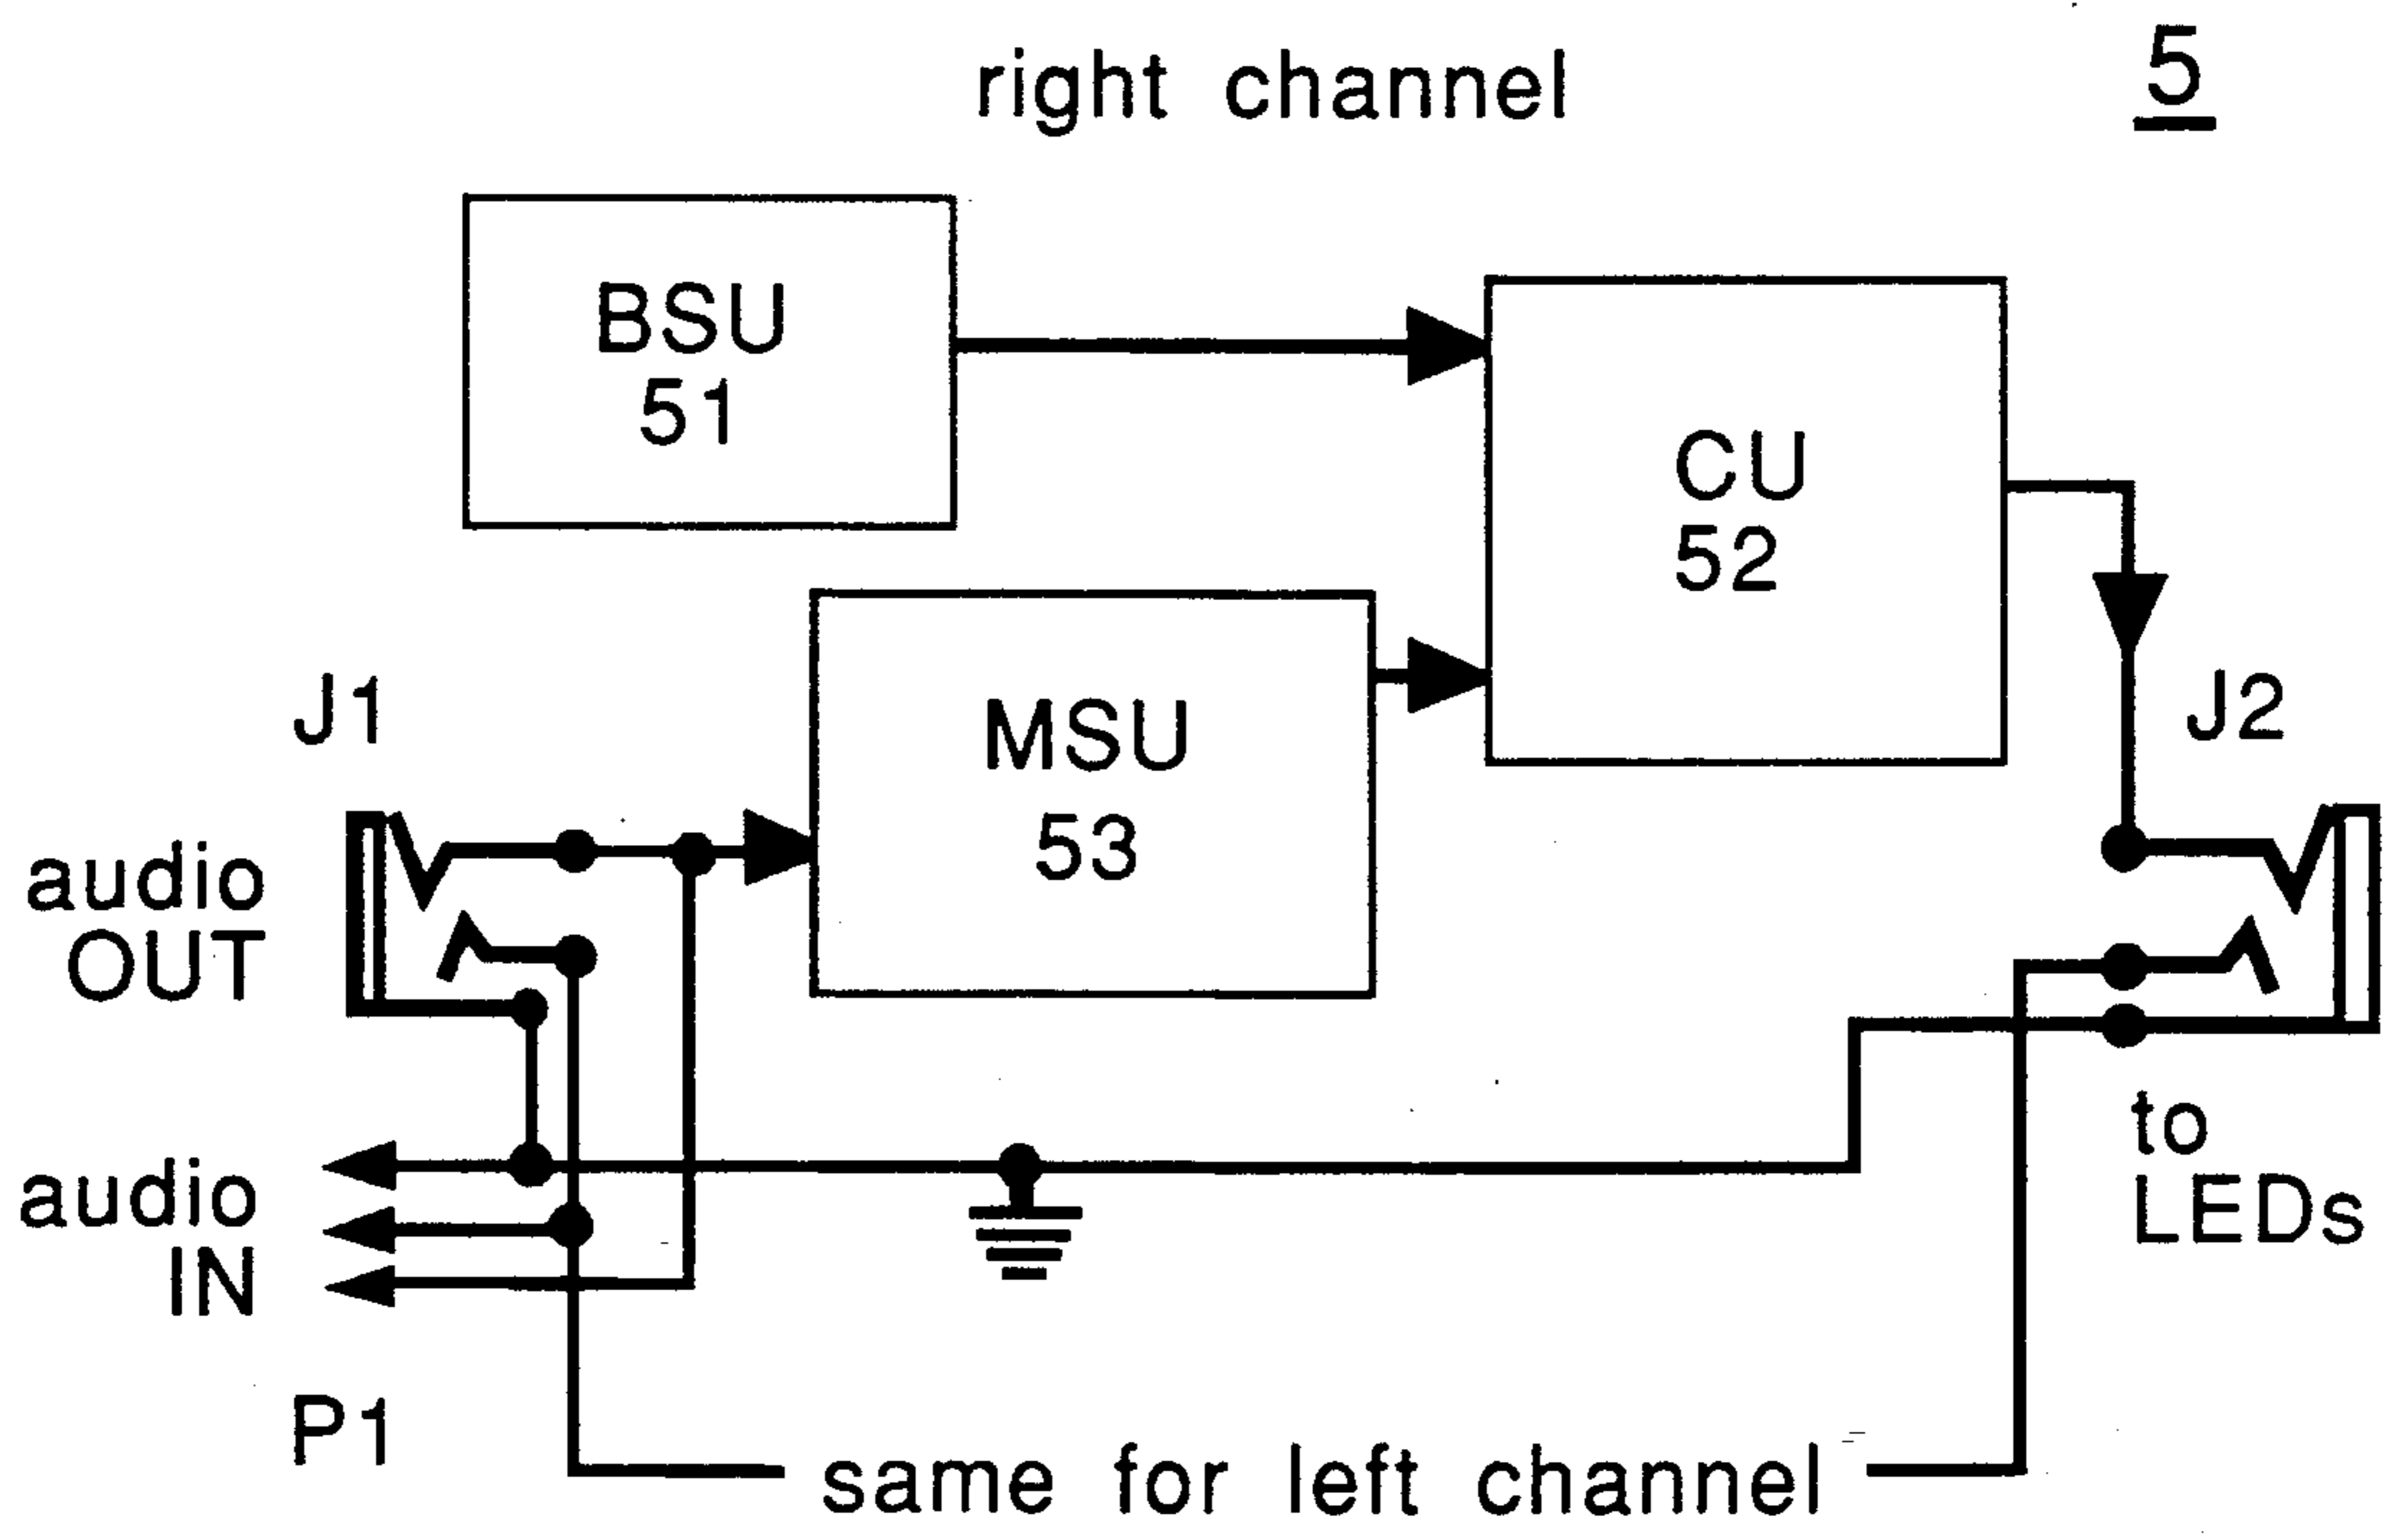 right channel
5
BSU
51
CU
52
MSU
53
J1
J2
audio
OUT
audio
IN
to
LEDs
P1
same for left channel